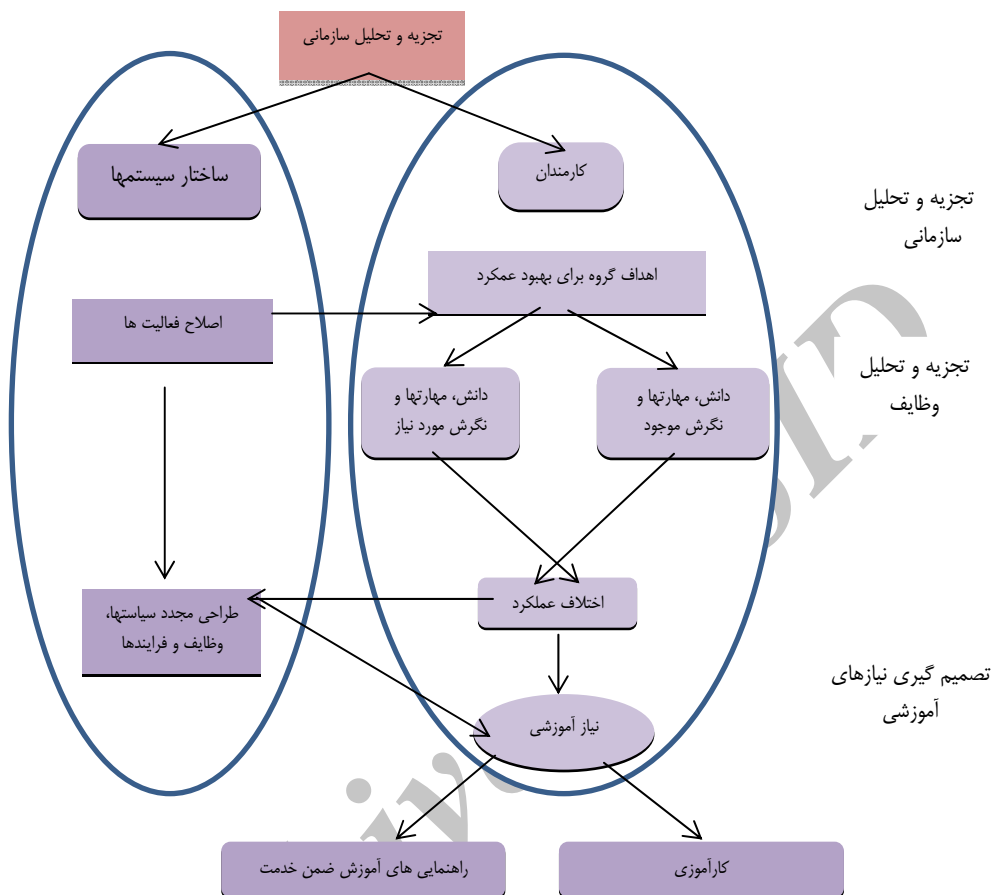 تجزیه و تحلیل سازمانی
کارمندان
ساختار سیستمها
تجزیه و تحلیل
سازمانی
اهداف گروه برای بهبود عمکرد
اصلاح فعالیت ها
تجزیه و تحلیل
وظایف
دانش، مهارتها و
نگرش موجود
دانش، مهارتها و
نگرش مورد نیاز
اختلاف عملکرد
طراحی مجدد سیاستها،
وظایف و فرایندها
تصمیم گیری نیازهای
آموزشی
نیاز آموزشی
کارآموزی
راهنمایی های آموزش ضمن خدمت